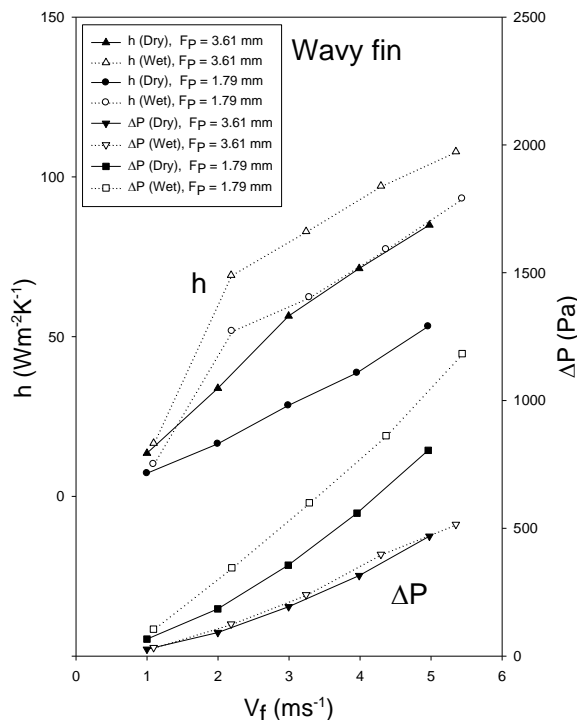 Wavy fin
h (Dry), FP = 3.61 mm
h (Wet), FP = 3.61 mm
h (Dry), FP = 1.79 mm
h (Wet), FP = 1.79 mm
ΔP (Dry), FP = 3.61 mm
ΔP (Wet), FP = 3.61 mm
ΔP (Dry), FP = 1.79 mm
ΔP (Wet), FP = 1.79 mm
h
ΔP
h (Wm-2K-1)
150
100
50
0
ΔP (Pa)
2500
2000
1500
1000
500
0
0 1 2 3 4 5 6
Vf (ms-1)